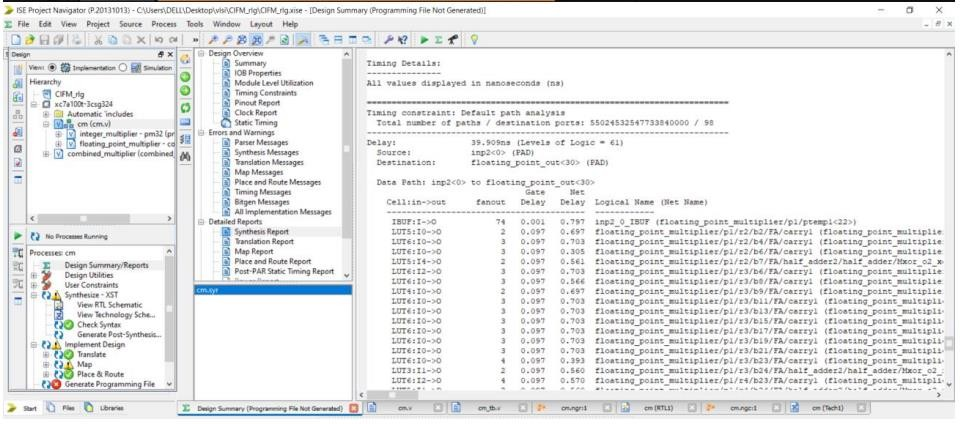 ISE Project Navigator (P.20131013) - C:\Users\DELL\Desktop\vlsi\CIFM_rlg\CIFM_rlg.xise - [Design Summary (Programming File Not Generated)]
File Edit View Project Source Process Tools Window Layout Help
Design
View: Implementation Simulation
Hierarchy
CIFM_rlg
xc7a100t-3csg324
Automatic `includes
cm (cm.v)
integer_multiplier - pm32 (pr
floating_point_multiplier - co
combined_multiplier (combined_
No Processes Running
Processes: cm
Design Summary/Reports
Design Utilities
User Constraints
Synthesize - XST
View RTL Schematic
View Technology Sche...
Check Syntax
Generate Post-Synthesis...
Implement Design
Translate
Map
Place & Route
Generate Programming File
Start Files Libraries
Design Overview
Summary
IOB Properties
Module Level Utilization
Timing Constraints
Pinout Report
Clock Report
Static Timing
Errors and Warnings
Parser Messages
Synthesis Messages
Translation Messages
Map Messages
Place and Route Messages
Timing Messages
Bitgen Messages
All Implementation Messages
Detailed Reports
Synthesis Report
Translation Report
Map Report
Place and Route Report
Post-PAR Static Timing Report
cm.syr
Timing Details:
---------------
All values displayed in nanoseconds (ns)
Timing constraint: Default path analysis
Total number of paths / destination ports: 55024532547733840000 / 98
Delay: 39.909ns (Levels of Logic = 61)
Source: inp2<0> (PAD)
Destination: floating_point_out<30> (PAD)
Data Path: inp2<0> to floating_point_out<30>
Gate Net
Cell:in->out fanout Delay Delay Logical Name (Net Name)
IBUF:I->O 74 0.001 0.797 inp2_0_IBUF (floating_point_multiplier/p1/ptemp1<22>)
LUT5:I0->O 2 0.097 0.697 floating_point_multiplier/p1/r2/b2/FA/carry1 (floating_point_multiplie
LUT6:I0->O 3 0.097 0.703 floating_point_multiplier/p1/r2/b4/FA/carry1 (floating_point_multiplie
LUT6:I0->O 3 0.097 0.305 floating_point_multiplier/p1/r2/b6/FA/carry1 (floating_point_multiplie
LUT5:I4->O 2 0.097 0.561 floating_point_multiplier/p1/r2/b6/FA/half_adder2/half_adder/Mxor_o2_x
LUT6:I2->O 3 0.097 0.703 floating_point_multiplier/p1/r3/b6/FA/carry1 (floating_point_multiplie
LUT6:I0->O 3 0.097 0.566 floating_point_multiplier/p1/r3/b8/FA/carry1 (floating_point_multiplie
LUT4:I0->O 2 0.097 0.697 floating_point_multiplier/p1/r3/b9/FA/carry1 (floating_point_multiplie
LUT6:I0->O 3 0.097 0.703 floating_point_multiplier/p1/r3/b11/FA/carry1 (floating_point_multipli
LUT6:I0->O 3 0.097 0.703 floating_point_multiplier/p1/r3/b13/FA/carry1 (floating_point_multipli
LUT6:I0->O 3 0.097 0.703 floating_point_multiplier/p1/r3/b15/FA/carry1 (floating_point_multipli
LUT6:I0->O 3 0.097 0.703 floating_point_multiplier/p1/r3/b17/FA/carry1 (floating_point_multipli
LUT6:I0->O 3 0.097 0.703 floating_point_multiplier/p1/r3/b19/FA/carry1 (floating_point_multipli
LUT6:I0->O 3 0.097 0.703 floating_point_multiplier/p1/r3/b21/FA/carry1 (floating_point_multipli
LUT6:I0->O 4 0.097 0.393 floating_point_multiplier/p1/r3/b23/FA/carry1 (floating_point_multipli
LUT3:I1->O 2 0.097 0.560 floating_point_multiplier/p1/r3/b24/FA/half_adder2/half_adder/Mxor_o2_
LUT6:I2->O 4 0.097 0.570 floating_point_multiplier/p1/r4/b23/FA/carry1 (floating_point_multipli
Design Summary (Programming File Not Generated) cm.v cm_tb.v cm.ngr:1 cm (RTL1) cm.ngc:1 cm (Tech1)